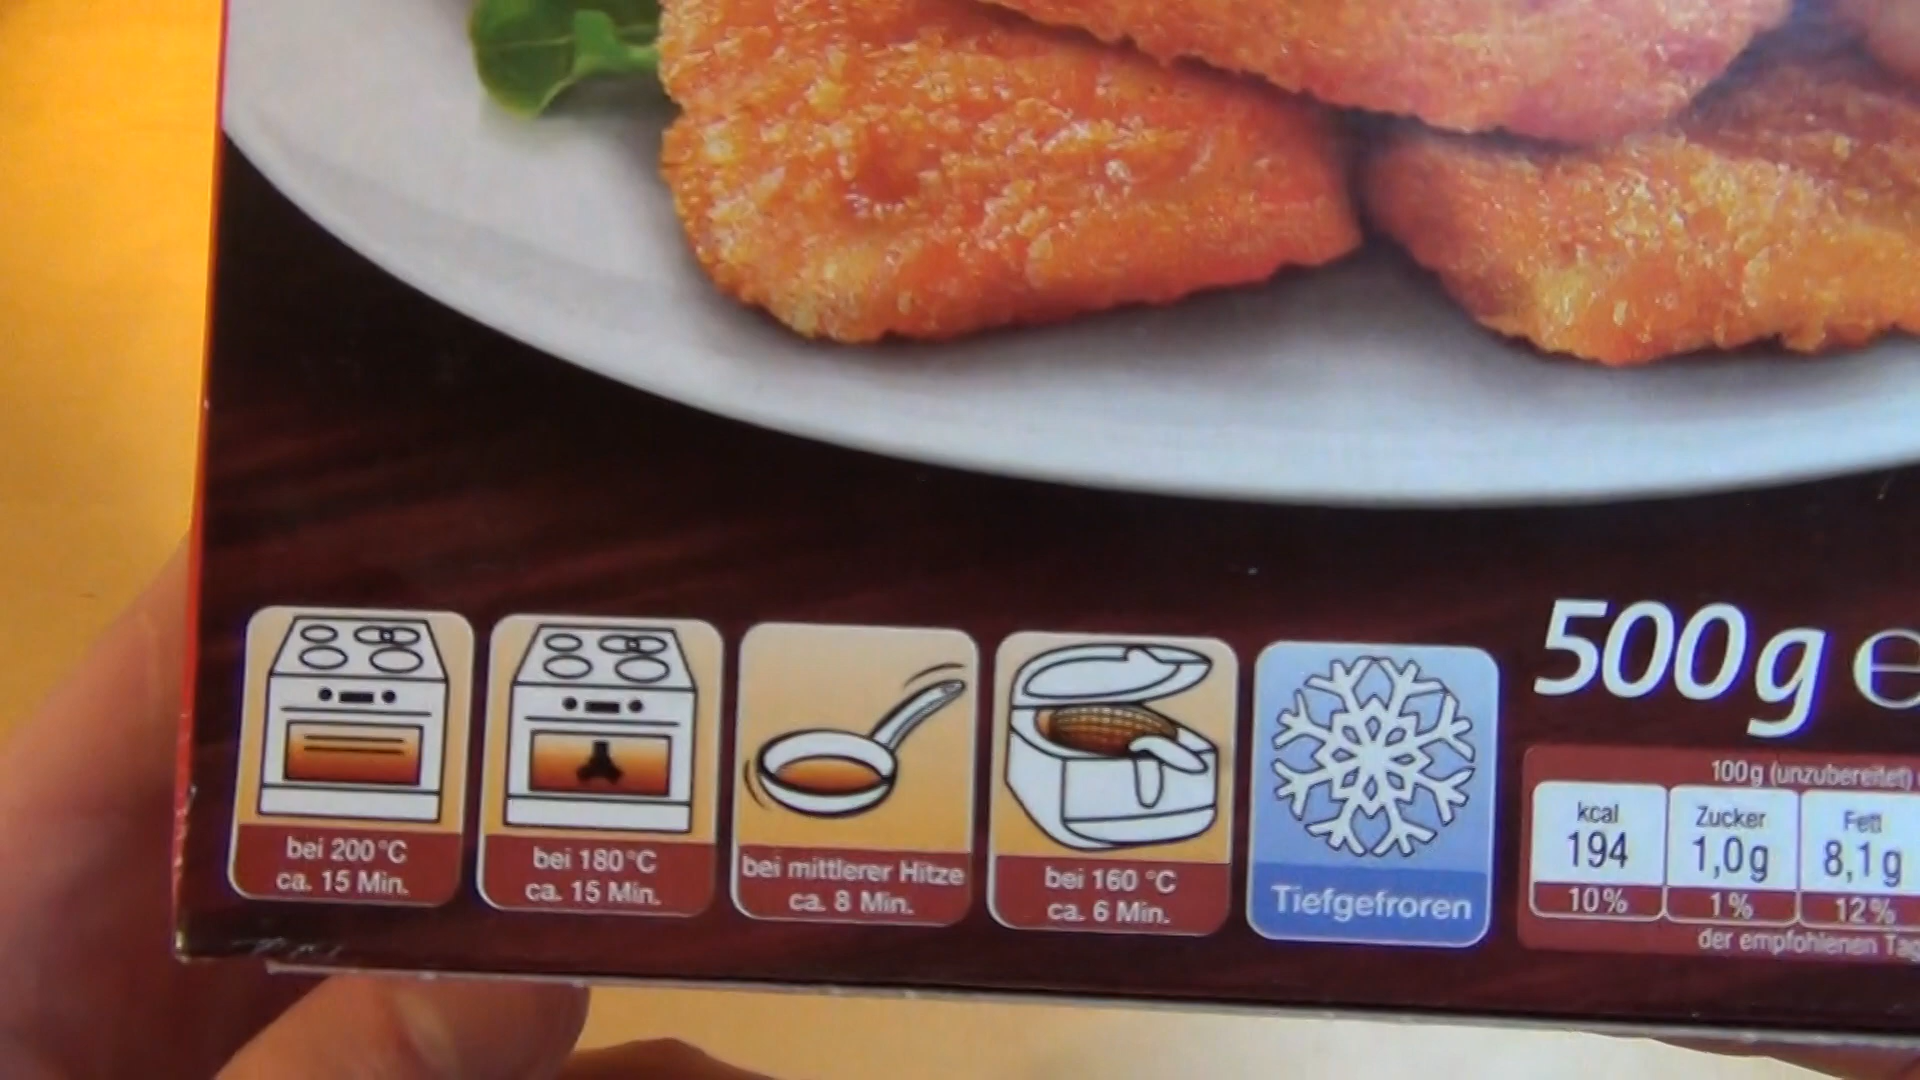 bei 200°C
ca. 15 Min.
bei 180°C
ca. 15 Min.
bei mittlerer Hitze
ca. 8 Min.
bei 160 °C
ca. 6 Min.
Tiefgefroren
500g e
100g (unzubereitet)
kcal
194
10%
Zucker
1,0g
1%
Fett
8,1g
12%
der empfohlenen